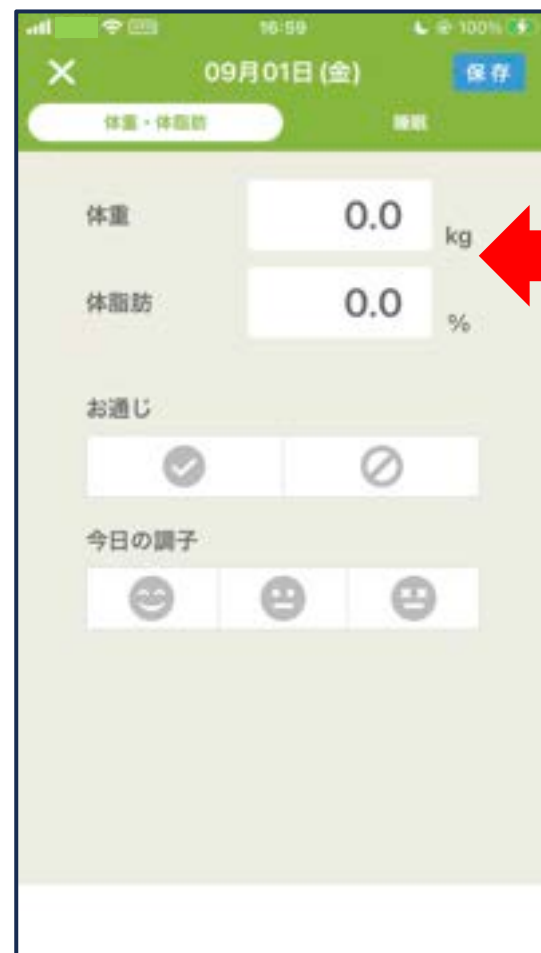 16:59 100%
09月01日(金) 保存
体重・体脂肪 睡眠
体重 0.0 kg
体脂肪 0.0 %
お通じ
今日の調子